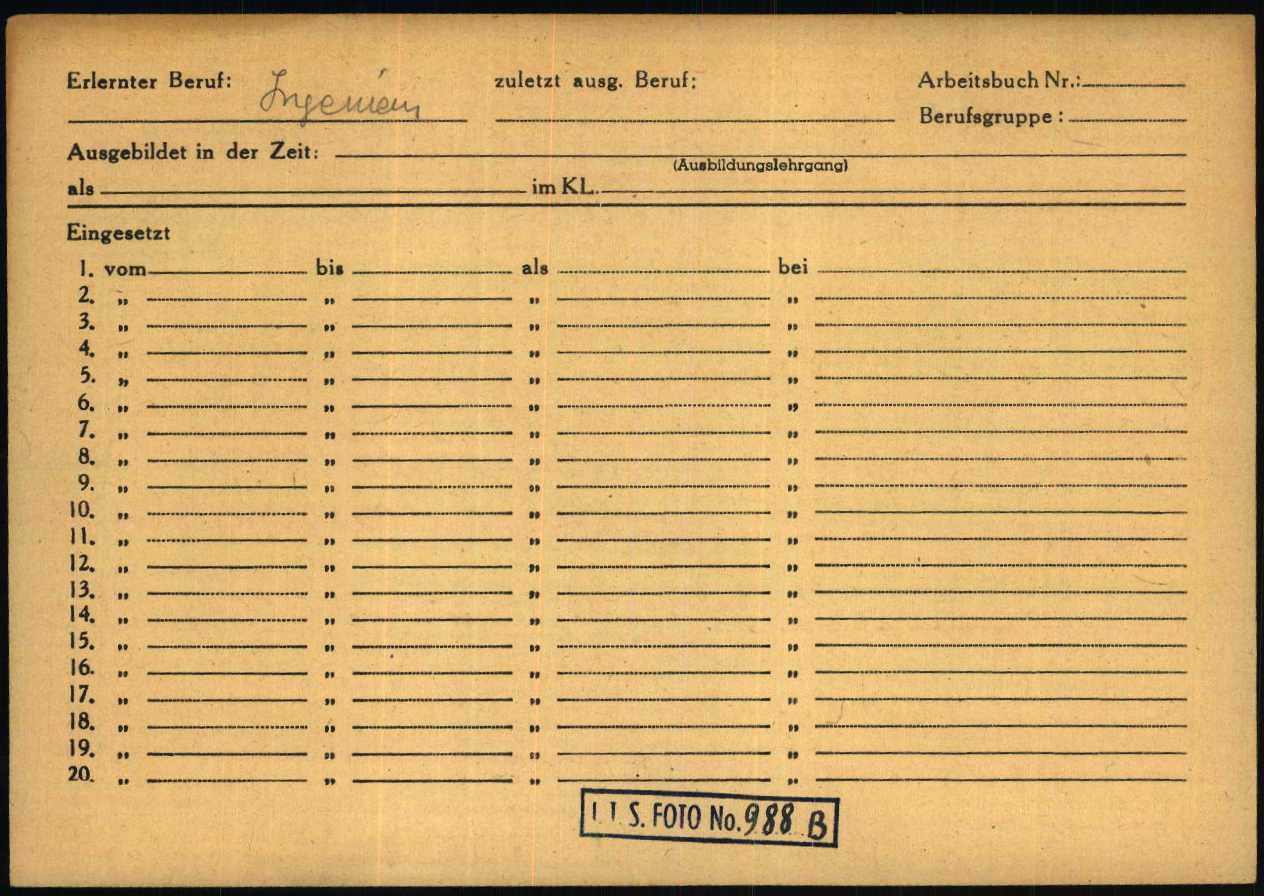 Erlernter Beruf: Ingenieur zuletzt ausg. Beruf: Arbeitsbuch Nr.:
Berufsgruppe:
Ausgebildet in der Zeit:
(Ausbildungslehrgang)
als im KL.
Eingesetzt
1. vom bis als bei
2. „ „ „ „
3. „ „ „ „
4. „ „ „ „
5. „ „ „ „
6. „ „ „ „
7. „ „ „ „
8. „ „ „ „
9. „ „ „ „
10. „ „ „ „
11. „ „ „ „
12. „ „ „ „
13. „ „ „ „
14. „ „ „ „
15. „ „ „ „
16. „ „ „ „
17. „ „ „ „
18. „ „ „ „
19. „ „ „ „
20. „ „ „ „
I.T.S. FOTO No. 988 B